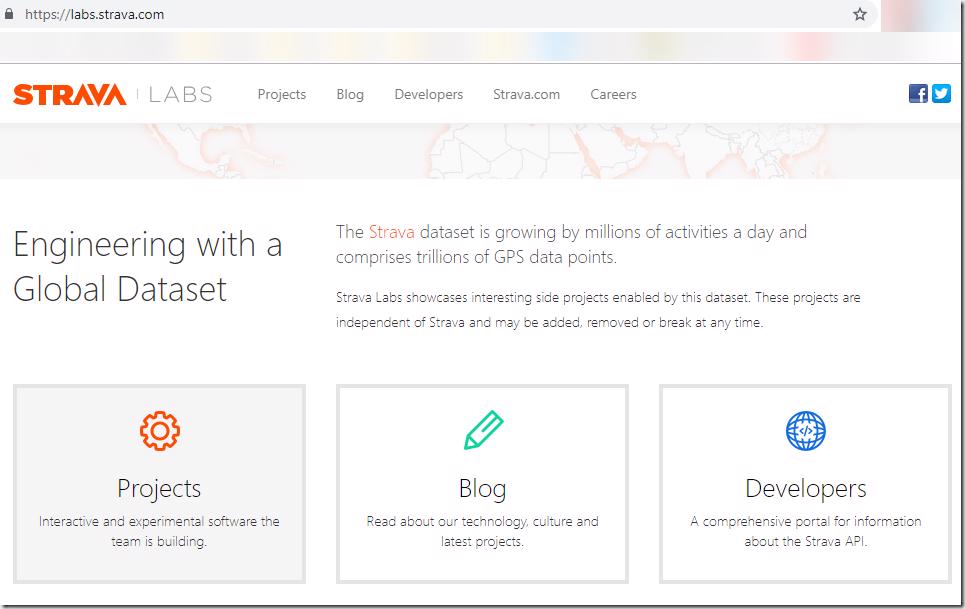 https://labs.strava.com
STRAVA | LABS Projects Blog Developers Strava.com Careers
Engineering with a
Global Dataset
The Strava dataset is growing by millions of activities a day and
comprises trillions of GPS data points.
Strava Labs showcases interesting side projects enabled by this dataset. These projects are
independent of Strava and may be added, removed or break at any time.
Projects
Interactive and experimental software the
team is building.
Blog
Read about our technology, culture and
latest projects.
Developers
A comprehensive portal for information
about the Strava API.